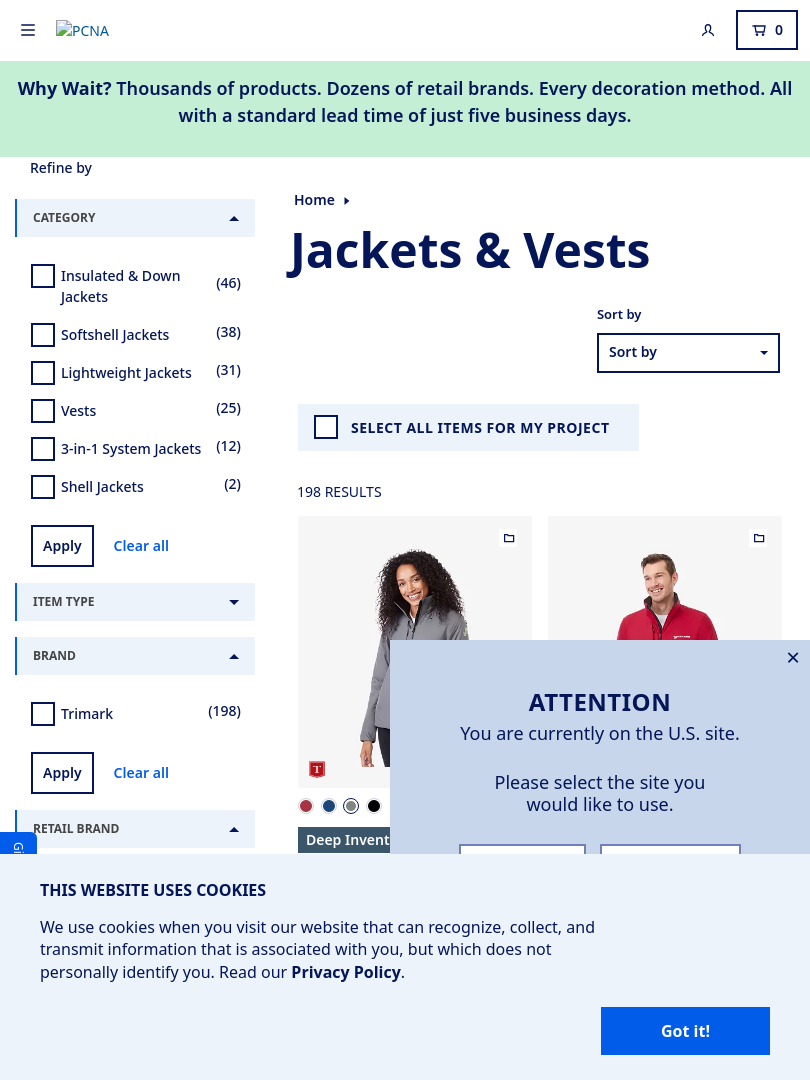 PCNA
0
Why Wait? Thousands of products. Dozens of retail brands. Every decoration method. All
with a standard lead time of just five business days.
Refine by
CATEGORY
Insulated & Down
Jackets
(46)
Softshell Jackets
(38)
Lightweight Jackets
(31)
Vests
(25)
3-in-1 System Jackets
(12)
Shell Jackets
(2)
Apply
Clear all
ITEM TYPE
BRAND
Trimark
(198)
Apply
Clear all
RETAIL BRAND
Home
Jackets & Vests
Sort by
Sort by
SELECT ALL ITEMS FOR MY PROJECT
198 RESULTS
T
Deep Invent
ATTENTION
You are currently on the U.S. site.
Please select the site you
would like to use.
THIS WEBSITE USES COOKIES
We use cookies when you visit our website that can recognize, collect, and
transmit information that is associated with you, but which does not
personally identify you. Read our Privacy Policy.
Got it!